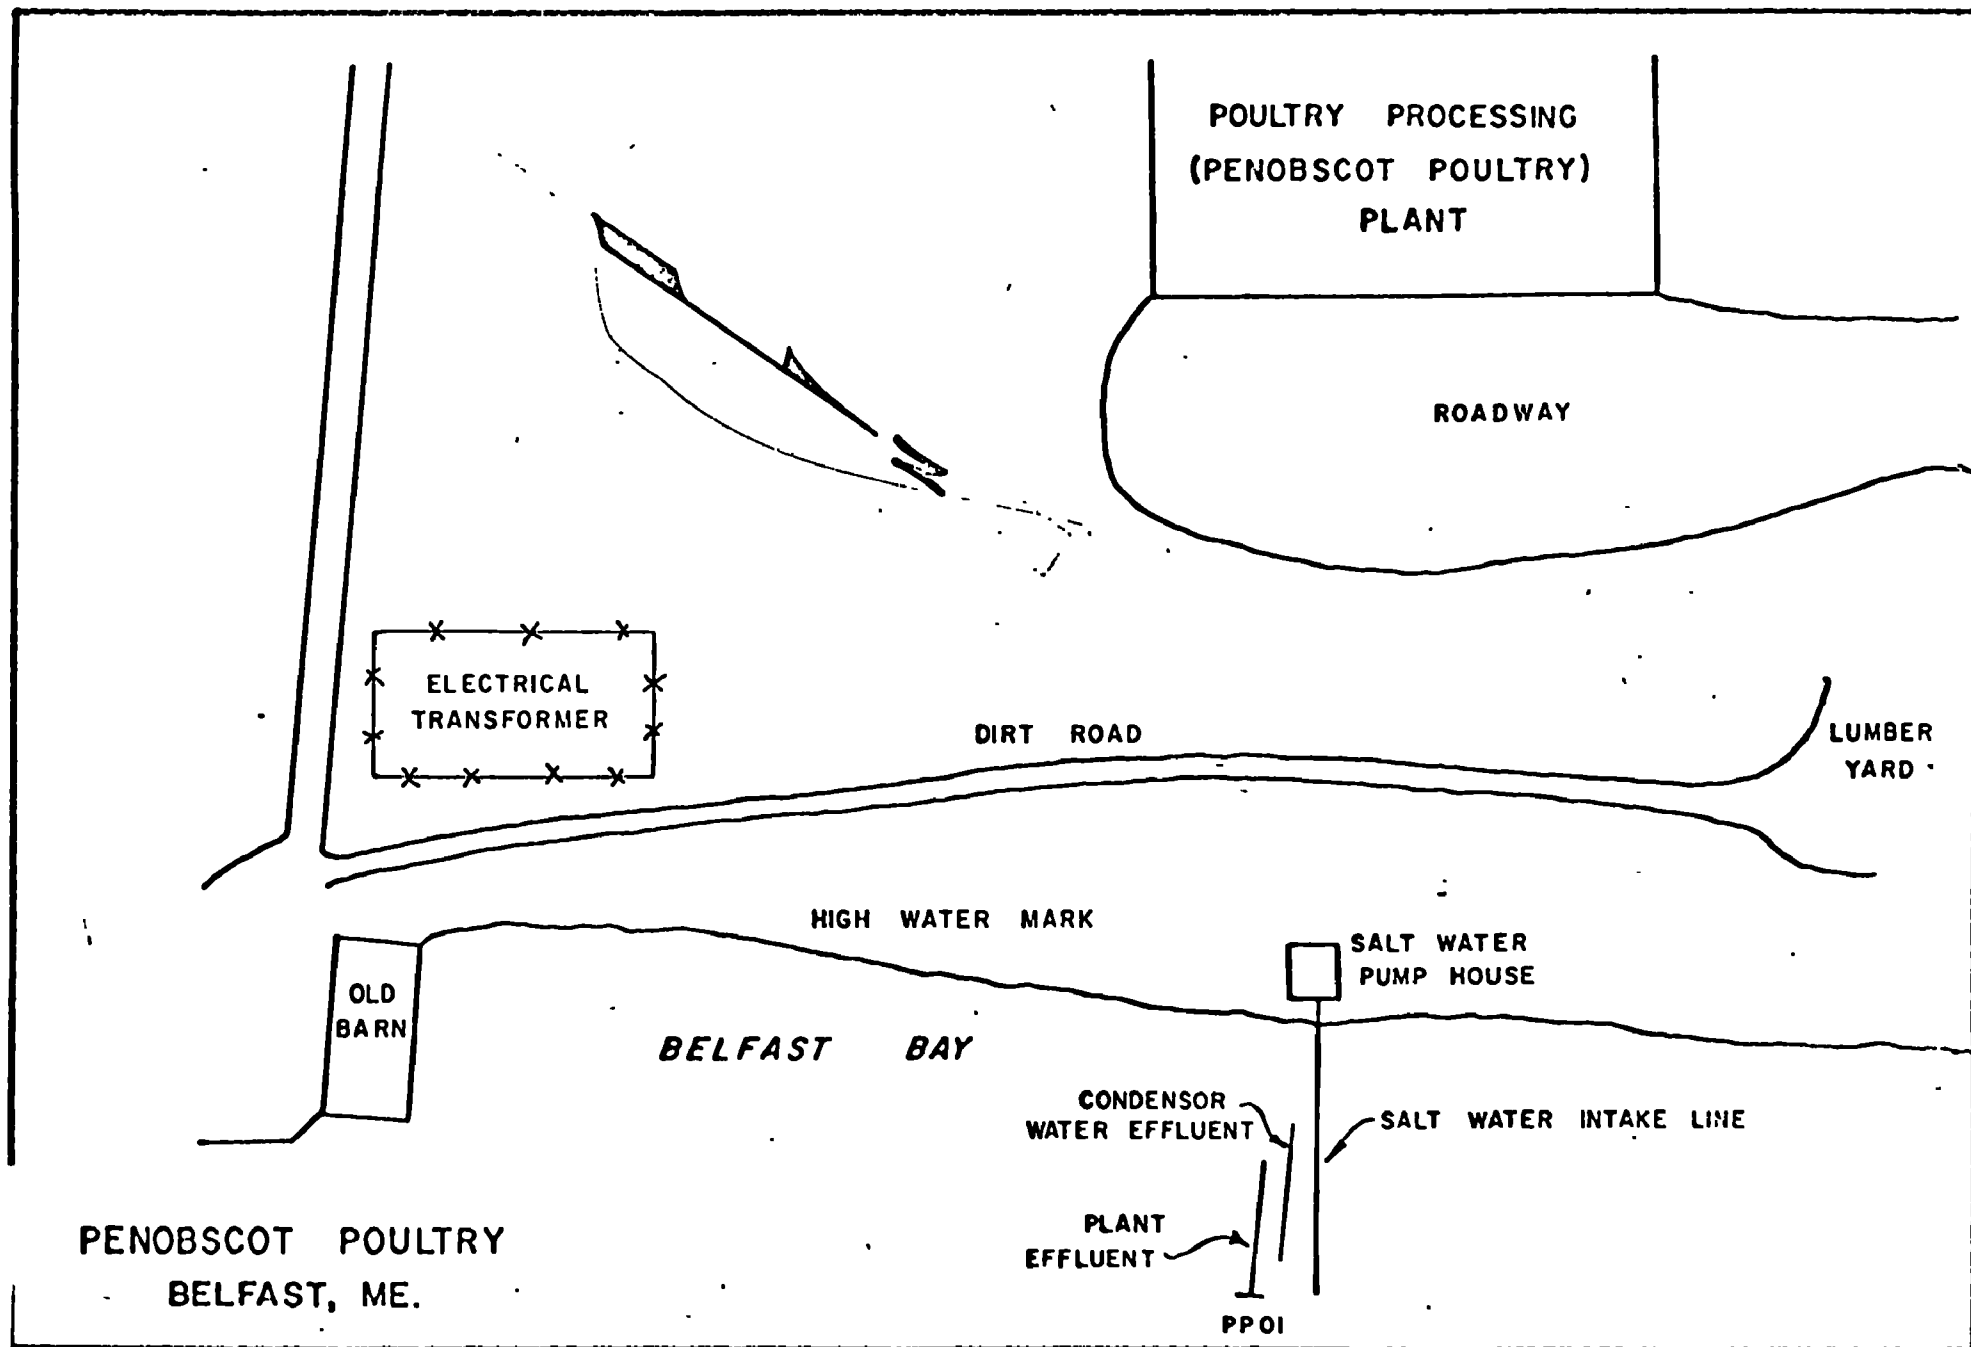 POULTRY PROCESSING
(PENOBSCOT POULTRY)
PLANT
ROADWAY
ELECTRICAL
TRANSFORMER
DIRT ROAD
LUMBER
YARD
HIGH WATER MARK
SALT WATER
PUMP HOUSE
OLD
BARN
BELFAST BAY
CONDENSOR
WATER EFFLUENT
SALT WATER INTAKE LINE
PLANT
EFFLUENT
PP01
PENOBSCOT POULTRY
BELFAST, ME.